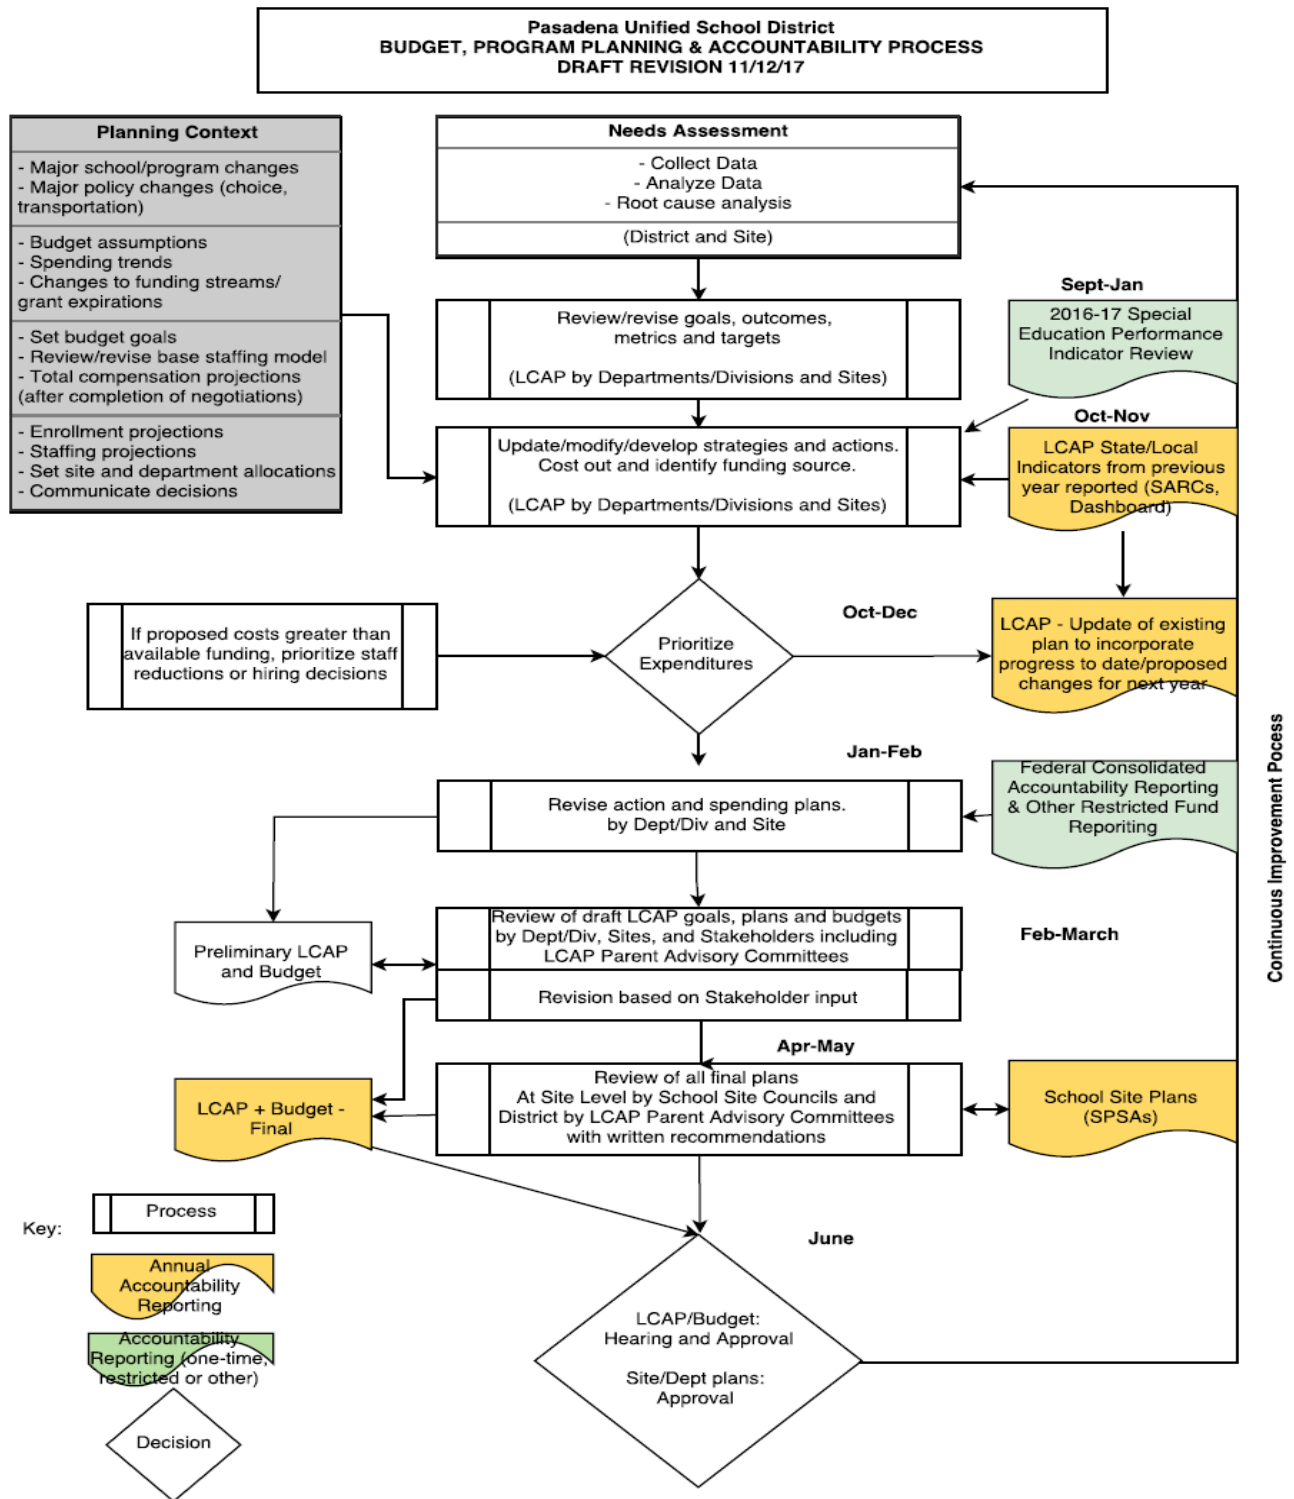 Pasadena Unified School District
BUDGET, PROGRAM PLANNING & ACCOUNTABILITY PROCESS
DRAFT REVISION 11/12/17
Planning Context
- Major school/program changes
- Major policy changes (choice,
transportation)
- Budget assumptions
- Spending trends
- Changes to funding streams/
grant expirations
- Set budget goals
- Review/revise base staffing model
- Total compensation projections
(after completion of negotiations)
- Enrollment projections
- Staffing projections
- Set site and department allocations
- Communicate decisions
Needs Assessment
- Collect Data
- Analyze Data
- Root cause analysis
(District and Site)
Sept-Jan
2016-17 Special
Education Performance
Indicator Review
Review/revise goals, outcomes,
metrics and targets
(LCAP by Departments/Divisions and Sites)
Oct-Nov
LCAP State/Local
Indicators from previous
year reported (SARCs,
Dashboard)
Update/modify/develop strategies and actions.
Cost out and identify funding source.
(LCAP by Departments/Divisions and Sites)
If proposed costs greater than
available funding, prioritize staff
reductions or hiring decisions
Prioritize
Expenditures
Oct-Dec
LCAP - Update of existing
plan to incorporate
progress to date/proposed
changes for next year
Jan-Feb
Revise action and spending plans.
by Dept/Div and Site
Federal Consolidated
Accountability Reporting
& Other Restricted Fund
Reporiting
Continuous Improvement Pocess
Preliminary LCAP
and Budget
Review of draft LCAP goals, plans and budgets
by Dept/Div, Sites, and Stakeholders including
LCAP Parent Advisory Committees
Feb-March
Revision based on Stakeholder input
Apr-May
LCAP + Budget -
Final
Review of all final plans
At Site Level by School Site Councils and
District by LCAP Parent Advisory Committees
with written recommendations
School Site Plans
(SPSAs)
June
LCAP/Budget:
Hearing and Approval
Site/Dept plans:
Approval
Key:
Process
Annual
Accountability
Reporting
Accountability
Reporting (one-time,
restricted or other)
Decision